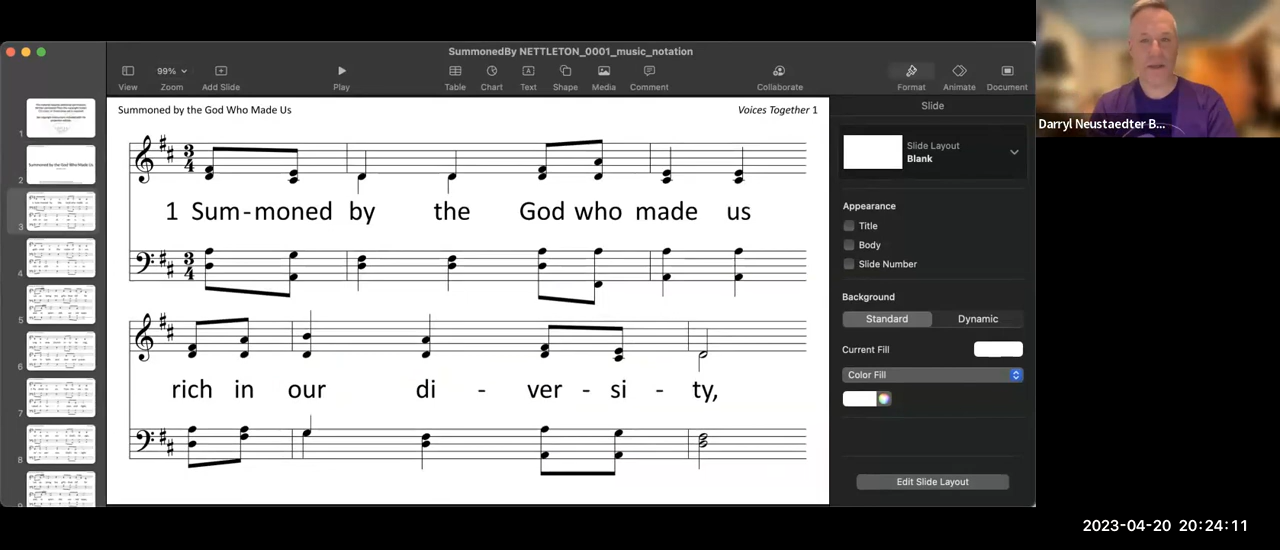 SummonedBy NETTLETON_0001_music_notation
99%
View
Zoom
Add Slide
Play
Table
Chart
Text
Shape
Media
Comment
Collaborate
Format
Animate
Document
Summoned by the God Who Made Us
Voices Together 1
3
4
1 Sum-moned by the God who made us
3
4
rich in our di - ver - si - ty,
1
2
Summoned by the God Who Made Us
3
4
5
6
7
8
Slide
Slide Layout
Blank
Appearance
Title
Body
Slide Number
Background
Standard
Dynamic
Current Fill
Color Fill
Edit Slide Layout
Darryl Neustaedter B...
2023-04-20 20:24:11